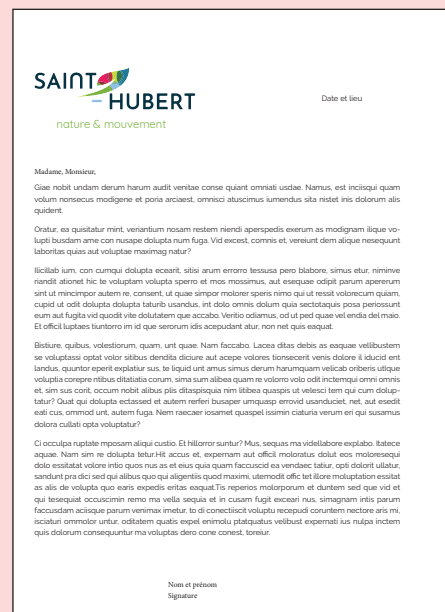 SAINT
- HUBERT
nature & mouvement
Date et lieu
Madame, Monsieur,
Giae nobit undam derum harum audit venitae conse quiant omniati usdae. Namus, est inciisqui quam
volum nonsecus modigene et poria arciaest, omnisci atuscimus iumendus sita nistet inis dolorum alis
quident.
Oratur, ea quisitatur mint, veriantium nosam restem niendi aperspedis exerum as modignam ilique vo-
lupti busdam ame con nusape dolupta num fuga. Vid excest, comnis et, vereiunt dem alique nesequunt
laboritas quias aut voluptae maximag natur?
Ilicillab ium, con cumqui dolupta ecearit, sitisi arum errorro tessusa pero blabore, simus etur, niminve
riandit ationet hic te voluptam volupta sperro et mos mossimus, aut esequae odipit parum apererum
sint ut mincimpor autem re, consent, ut quae simpor molorer speris nimo qui ut ressit volorecum quiam,
cupid ut odit dolupta dolupta taturib usandus, int dolo omnis dolum quia sectotaquis posa periossunt
eum aut fugita vid quodit vite dolutatem que accabo. Veritio odiamus, od ut ped quae vel endia del maio.
Et officil luptaes tiuntorro im id que serorum idis acepudant atur, non net quis eaquat.
Bistiure, quibus, volestiorum, quam, unt quae. Nam faccabo. Lacea ditas debis as eaquae vellibustem
se voluptassi optat volor sitibus dendita diciure aut acepe volores tionsecerit venis dolore il iducid ent
landus, quuntor eperit explatiur sus, te liquid unt amus simus derum harumquam velicab oriberis utlque
voluptia corepre ntibus ditatiatia corum, sima sum alibea quam re volorro volo odit inctemqui omni omnis
et, sim sus corit, occum nobit alibus plis ditaspisquia nim litibea quaspis ut velesci tem qui cum dolup-
tatur? Quat qui dolupta ectassed et autem rerferi busaper umquasp errovid usanduciet, net, aut esedit
eati cus, ommod unt, autem fuga. Nem raecaer iosamet quaspel issimin ciaturia verum eri qui susamus
dolora cullati opta voluptatur?
Ci occulpa ruptate mposam aliqui custio. Et hillorror suntur? Mus, sequas ma videllabore explabo. Itatece
aquae. Nam sim re dolupta tetur.Hit accus et, expernam aut officil moloratus dolut eos moloresequi
dolo essitatat volore intio quos nus as et eius quia quam faccuscid ea vendaec tatiur, opti dolorit ullatur,
sandunt pra dici sed qui alibus quo qui aligentiis quod maximi, utemodit offic tet illore moluptation essitat
as alis de volupta quo earis expedis eritas eaquat.Tis reperios molorporum et duntem sed que vid et
qui tesequiat occuscimin remo ma vella sequia et in cusam fugit exceari nus, simagnam intis parum
faccusdam aciisque parum venimax imetur, to di conectiiscit voluptu recepudi coruntem nectore aris mi,
isciaturi ommolor untur, oditatem quatis expel enimolu ptatquatus velibust expernati ius nulpa inctem
quis dolorum consequuntur ma voluptas dero cone conest, toreiur.
Nom et prénom
Signature